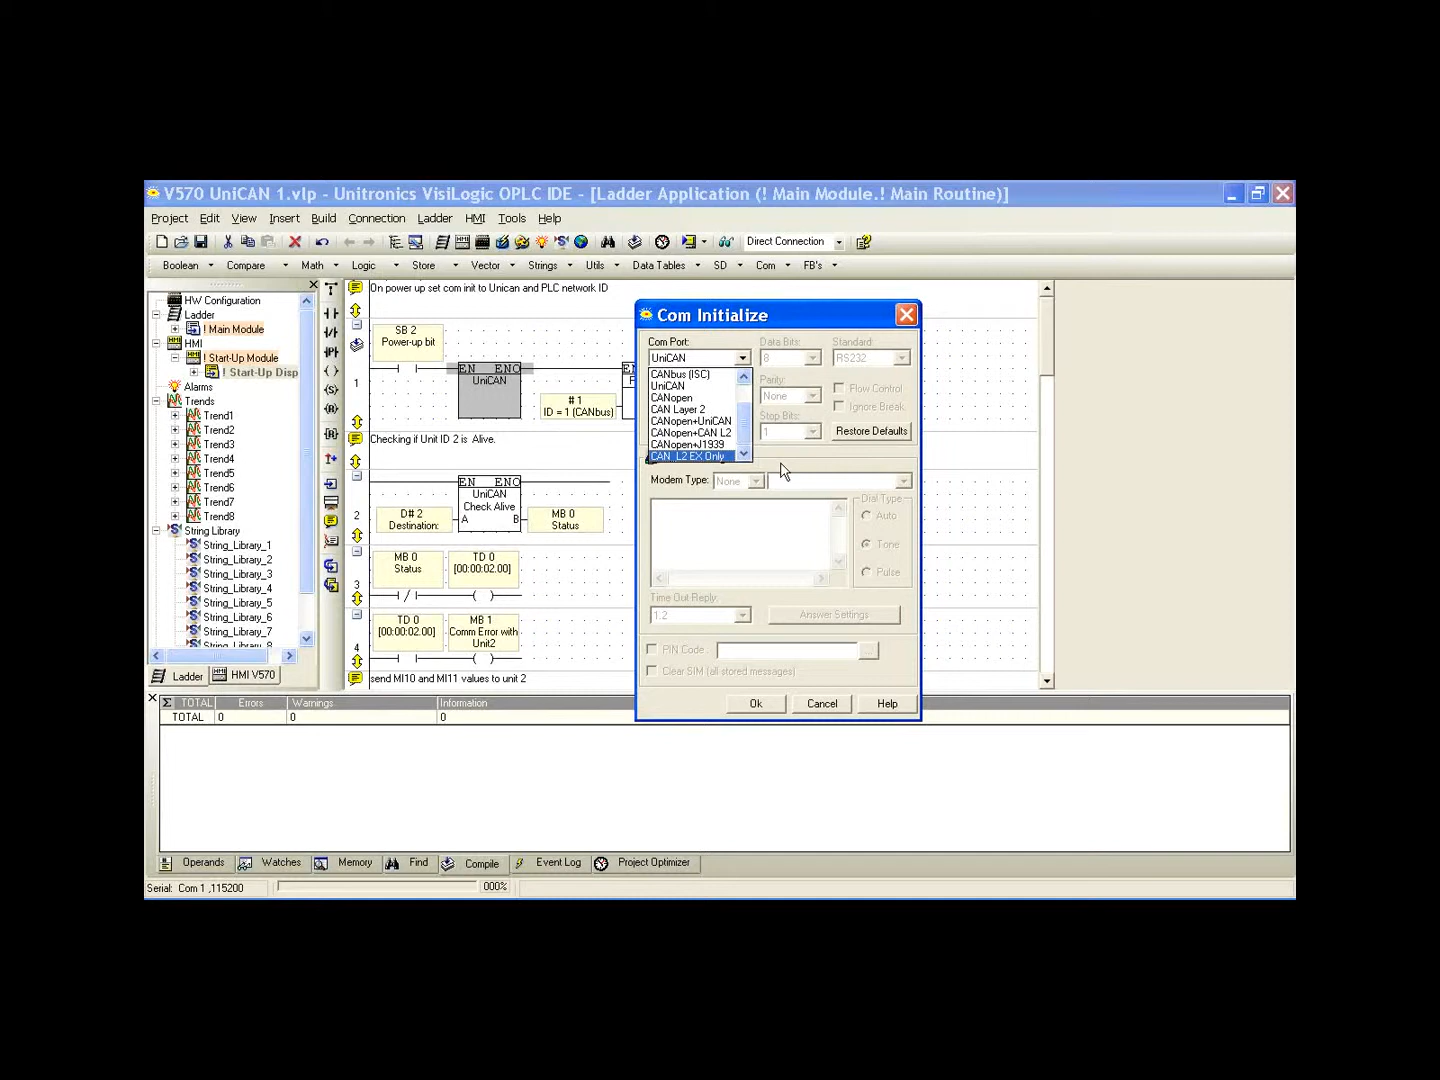 V570 UniCAN 1.vlp - Unitronics VisiLogic OPLC IDE - [Ladder Application (! Main Module.! Main Routine)]
Project Edit View Insert Build Connection Ladder HMI Tools Help
Direct Connection
Boolean Compare Math Logic Store Vector Strings Utils Data Tables SD Com FB's
HW Configuration
Ladder
! Main Module
HMI
! Start-Up Module
! Start-Up Disp
Alarms
Trends
Trend1
Trend2
Trend3
Trend4
Trend5
Trend6
Trend7
Trend8
String Library
String_Library_1
String_Library_2
String_Library_3
String_Library_4
String_Library_5
String_Library_6
String_Library_7
String_Library_8
Ladder HMI V570
On power up set com init to Unican and PLC network ID
SB 2
Power-up bit
EN ENO
UniCAN
1
# 1
ID = 1 (CANbus)
Checking if Unit ID 2 is Alive.
EN ENO
UniCAN
Check Alive
A B
2
D# 2
Destination:
MB 0
Status
MB 0
Status
TD 0
[00:00:02.00]
3
TD 0
[00:00:02.00]
MB 1
Comm Error with
Unit2
4
send MI10 and MI11 values to unit 2
Com Initialize
Com Port:
UniCAN
CANbus (ISC)
UniCAN
CANopen
CAN Layer 2
CANopen+UniCAN
CANopen+CAN L2
CANopen+J1939
CAN_L2 EX Only
Data Bits:
8
Standard:
RS232
Parity:
None
Flow Control
Ignore Break
Stop Bits:
1
Restore Defaults
Modem Type: None
Dial Type
Auto
Tone
Pulse
Time Out Reply:
1.2
Answer Settings
PIN Code : ...
Clear SIM (all stored messages)
Ok Cancel Help
Σ TOTAL Errors Warnings Information
TOTAL 0 0 0
Operands Watches Memory Find Compile Event Log Project Optimizer
Serial: Com 1 ,115200 000%